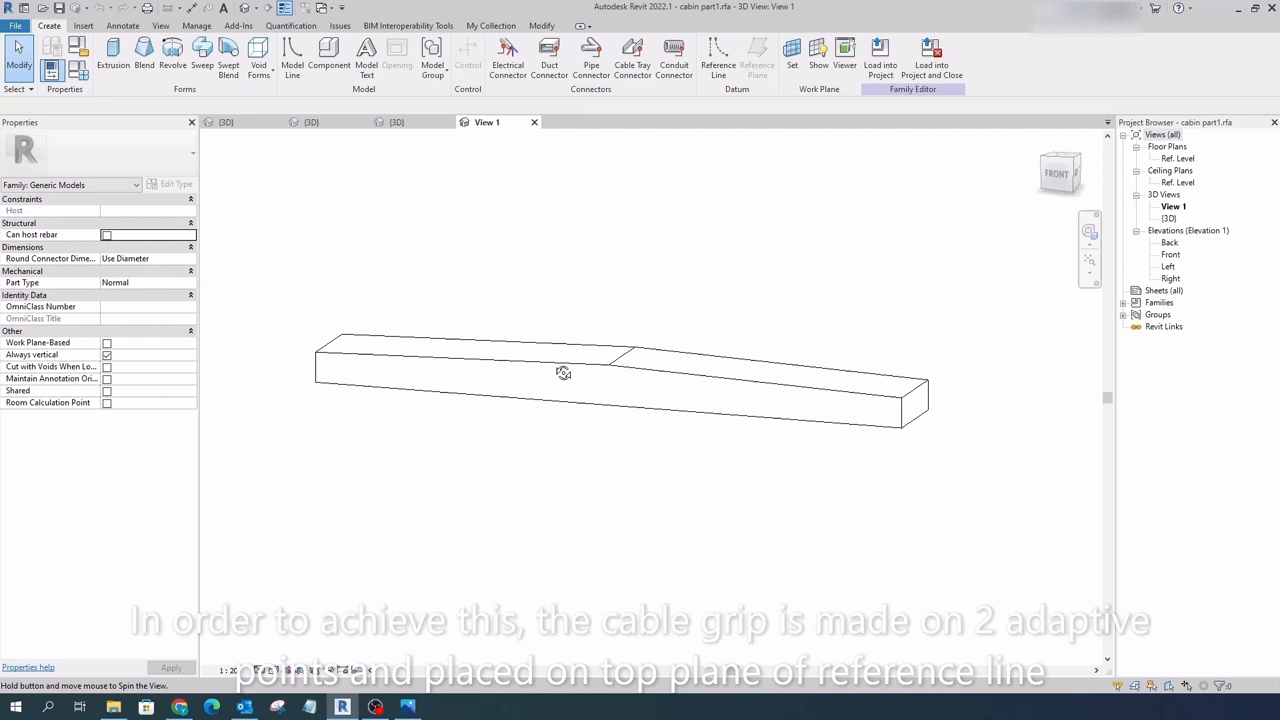 Autodesk Revit 2022.1 - cabin part1.rfa - 3D View: View 1
File
Create
Insert
Annotate
View
Manage
Add-Ins
Quantification
Issues
BIM Interoperability Tools
My Collection
Modify
Modify
Extrusion
Blend
Revolve
Sweep
Swept
Blend
Void
Forms
Model
Line
Component
Model
Text
Opening
Model
Group
Control
Electrical
Connector
Duct
Connector
Pipe
Connector
Cable Tray
Connector
Conduit
Connector
Reference
Line
Reference
Plane
Set
Show
Viewer
Load into
Project
Load into
Project and Close
Select
Properties
Forms
Model
Control
Connectors
Datum
Work Plane
Family Editor
Properties
{3D}
{3D}
{3D}
View 1
Project Browser - cabin part1.rfa
R
Family: Generic Models
Edit Type
Constraints
Host
Structural
Can host rebar
Dimensions
Round Connector Dime...
Use Diameter
Mechanical
Part Type
Normal
Identity Data
OmniClass Number
OmniClass Title
Other
Work Plane-Based
Always vertical
Cut with Voids When Lo...
Maintain Annotation Ori...
Shared
Room Calculation Point
Properties help
Apply
FRONT
Views (all)
Floor Plans
Ref. Level
Ceiling Plans
Ref. Level
3D Views
View 1
{3D}
Elevations (Elevation 1)
Back
Front
Left
Right
Sheets (all)
Families
Groups
Revit Links
In order to achieve this, the cable grip is made on 2 adaptive
points and placed on top plane of reference line
1 : 20
Hold button and move mouse to Spin the View.
:0